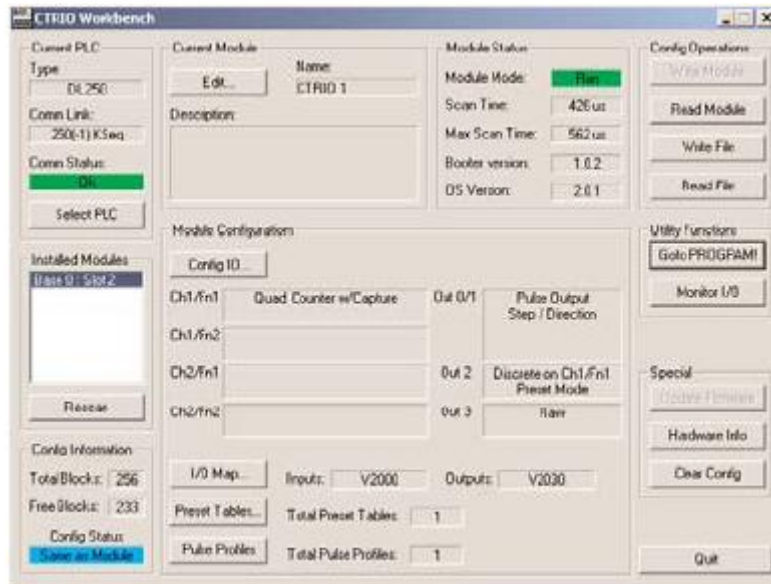 CTRIO Workbench
Current PLC
Type
DL250
Comm Link:
250(-1) KSeq
Comm Status:
Ok
Select PLC
Installed Modules
Base 0 : Slot 2
Rescan
Config Information
Total Blocks: 256
Free Blocks: 233
Config Status
Same as Module
Current Module
Edit...
Name:
CTRIO 1
Description:
Module Status
Module Mode: Run
Scan Time: 426 us
Max Scan Time: 562 us
Booter version: 1.0.2
OS Version: 2.0.1
Module Configuration
Config IO...
Ch1/Fn1 Quad Counter w/Capture
Ch1/Fn2
Ch2/Fn1
Ch2/Fn2
Out 0/1 Pulse Output
Step / Direction
Out 2 Discrete on Ch1/Fn1
Preset Mode
Out 3 Raw
I/O Map... Inputs: V2000 Outputs: V2030
Preset Tables... Total Preset Tables: 1
Pulse Profiles Total Pulse Profiles: 1
Config Operations
Write Module
Read Module
Write File
Read File
Utility Functions
Goto PROGRAM!
Monitor I/O
Special
Update Firmware
Hardware Info
Clear Config
Quit